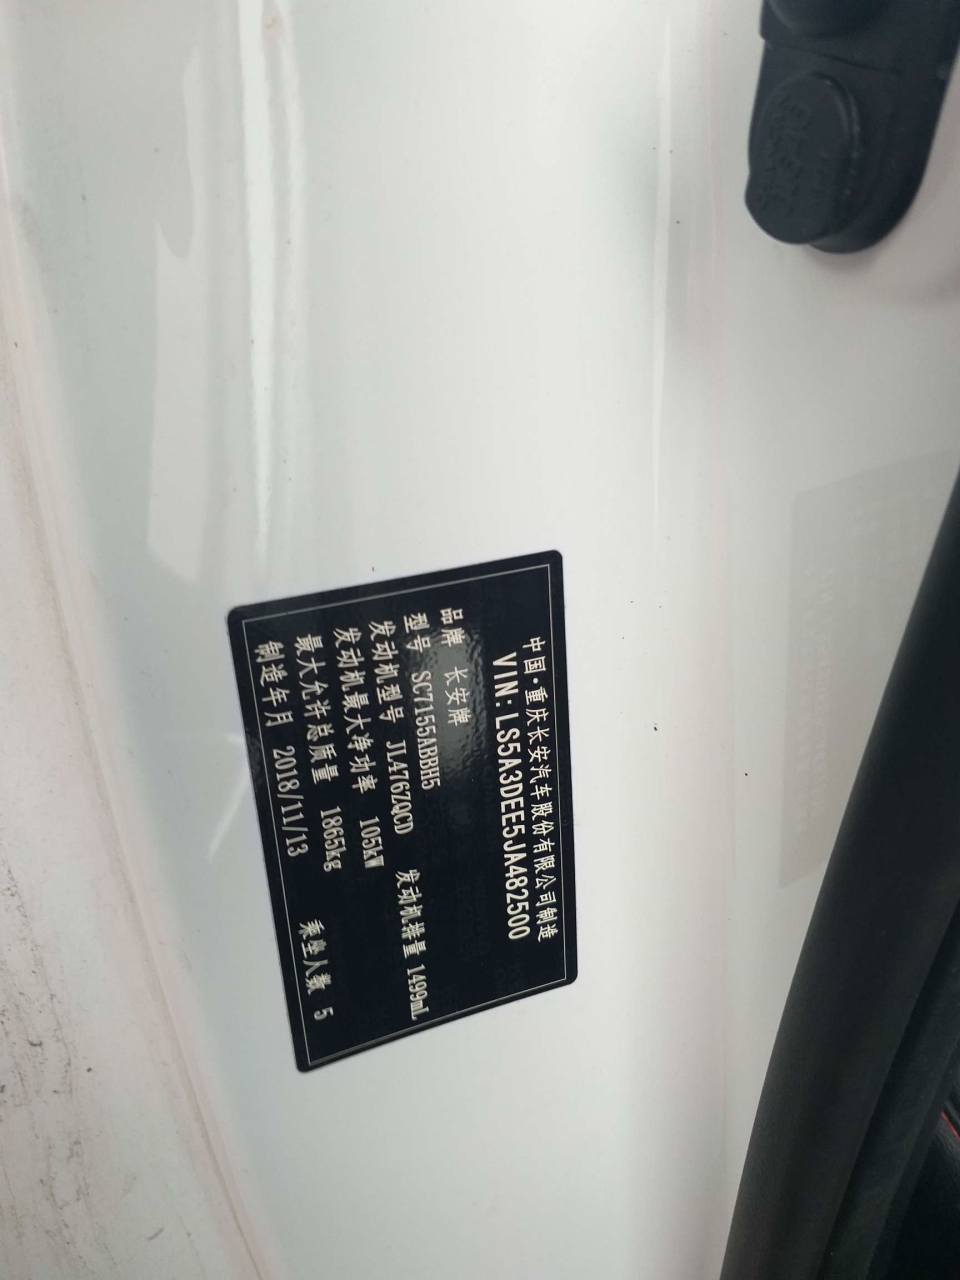 中国·重庆长安汽车股份有限公司制造
VIN: LS5A3DEE5JA482500
品牌 长安牌
型号 SC7155ABBH5
发动机型号 JL476ZQCD 发动机排量 1499mL
发动机最大净功率 105kW
最大允许总质量 1865kg
制造年月 2018/11/13 乘坐人数 5